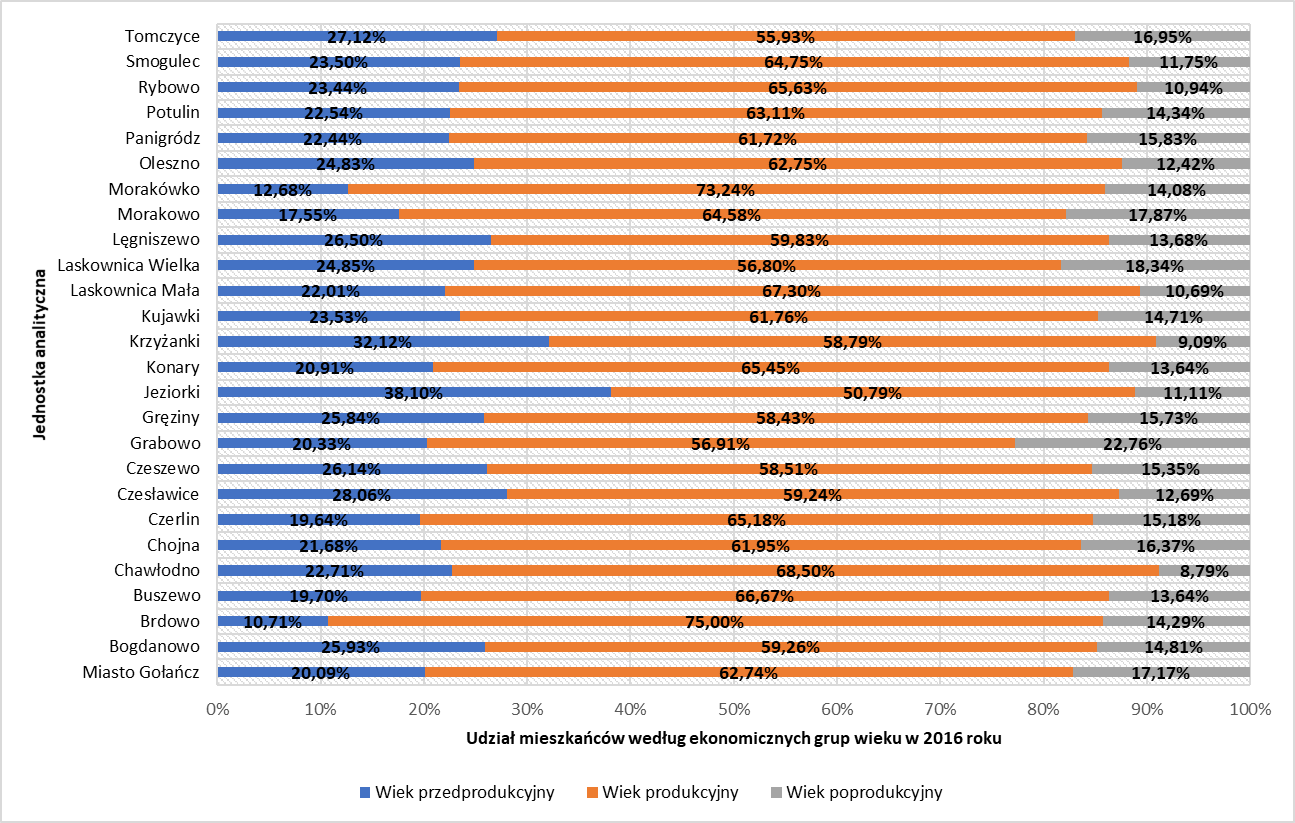 Tomczyce 27,12% 55,93% 16,95%
Smogulec 23,50% 64,75% 11,75%
Rybowo 23,44% 65,63% 10,94%
Potulin 22,54% 63,11% 14,34%
Panigródz 22,44% 61,72% 15,83%
Oleszno 24,83% 62,75% 12,42%
Morakówko 12,68% 73,24% 14,08%
Morakowo 17,55% 64,58% 17,87%
Lęgniszewo 26,50% 59,83% 13,68%
Laskownica Wielka 24,85% 56,80% 18,34%
Laskownica Mała 22,01% 67,30% 10,69%
Kujawki 23,53% 61,76% 14,71%
Krzyżanki 32,12% 58,79% 9,09%
Konary 20,91% 65,45% 13,64%
Jeziorki 38,10% 50,79% 11,11%
Gręziny 25,84% 58,43% 15,73%
Grabowo 20,33% 56,91% 22,76%
Czeszewo 26,14% 58,51% 15,35%
Czesławice 28,06% 59,24% 12,69%
Czerlin 19,64% 65,18% 15,18%
Chojna 21,68% 61,95% 16,37%
Chawłodno 22,71% 68,50% 8,79%
Buszewo 19,70% 66,67% 13,64%
Brdowo 10,71% 75,00% 14,29%
Bogdanowo 25,93% 59,26% 14,81%
Miasto Gołańcz 20,09% 62,74% 17,17%
Jednostka analityczna
0% 10% 20% 30% 40% 50% 60% 70% 80% 90% 100%
Udział mieszkańców według ekonomicznych grup wieku w 2016 roku
Wiek przedprodukcyjny Wiek produkcyjny Wiek poprodukcyjny